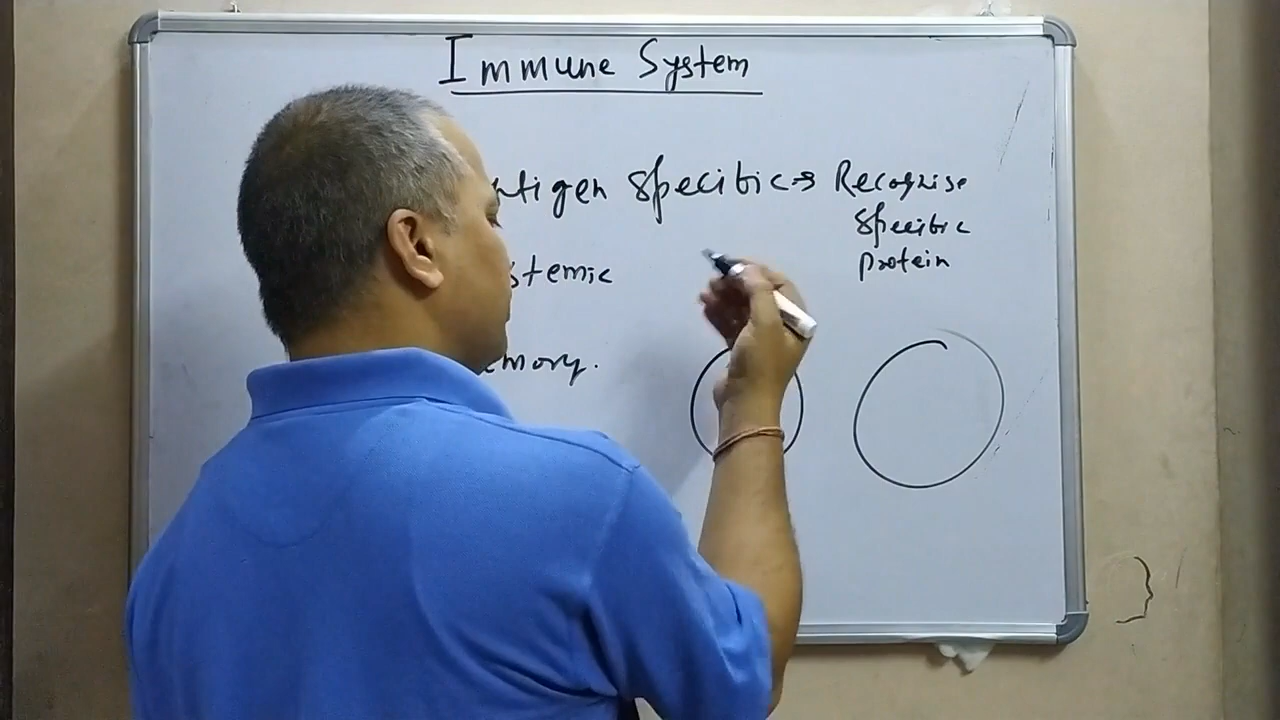 Immune System
ntigen specific → Recognise
specific
protein
stemic
emory.